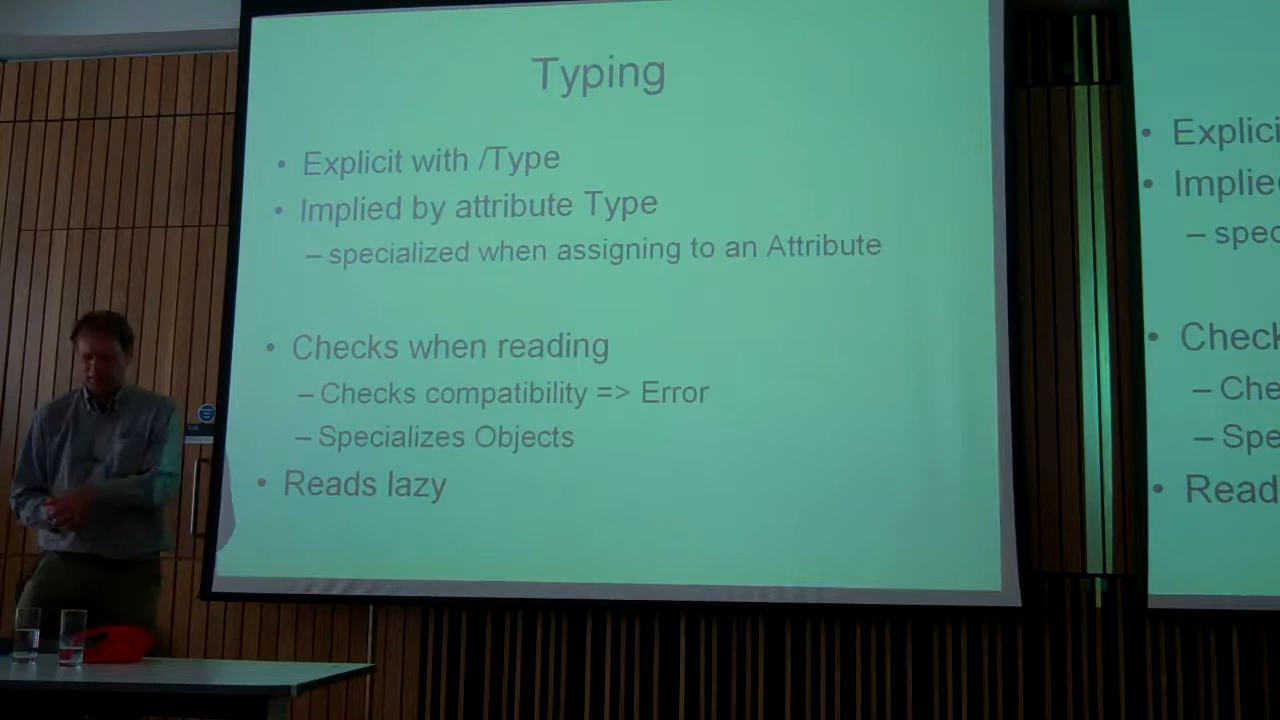 Typing
• Explicit with /Type
• Implied by attribute Type
– specialized when assigning to an Attribute
• Checks when reading
– Checks compatibility => Error
– Specializes Objects
• Reads lazy
• Explici
• Implied
– spec
• Check
– Che
– Spe
• Read